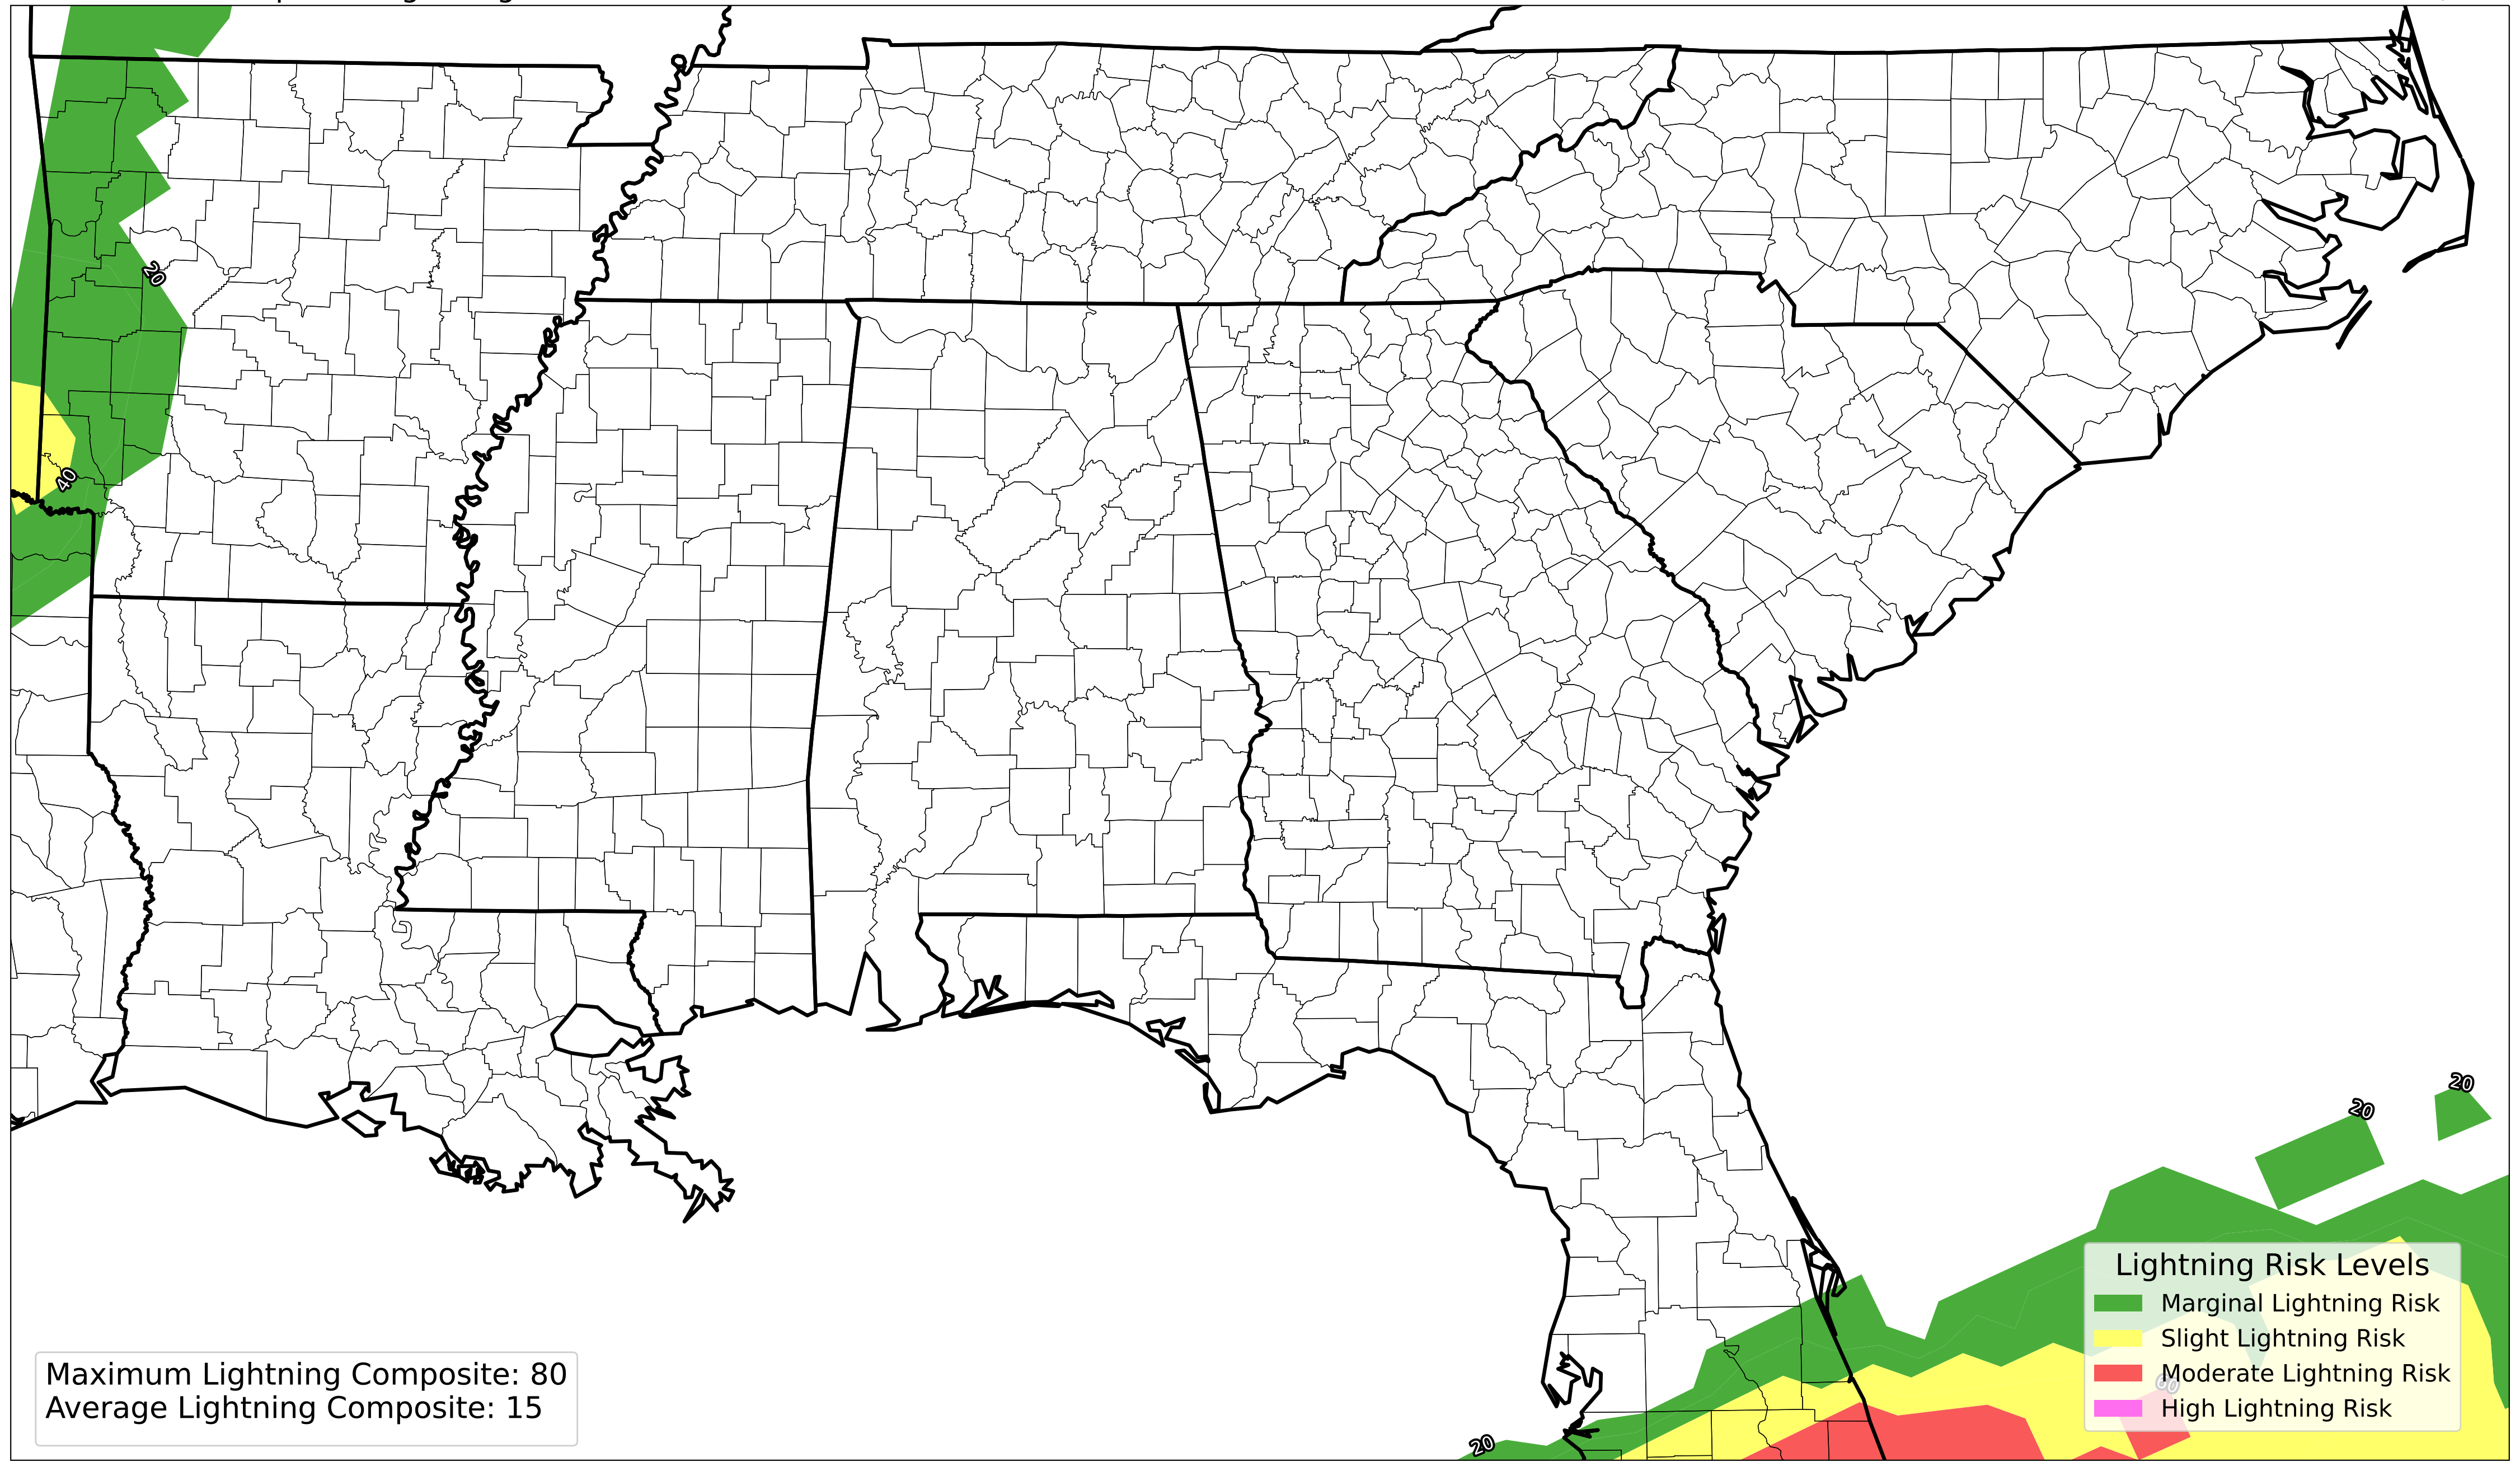 20
40
20
20
Lightning Risk Levels
Marginal Lightning Risk
Slight Lightning Risk
Moderate Lightning Risk
60
High Lightning Risk
Maximum Lightning Composite: 80
Average Lightning Composite: 15
20